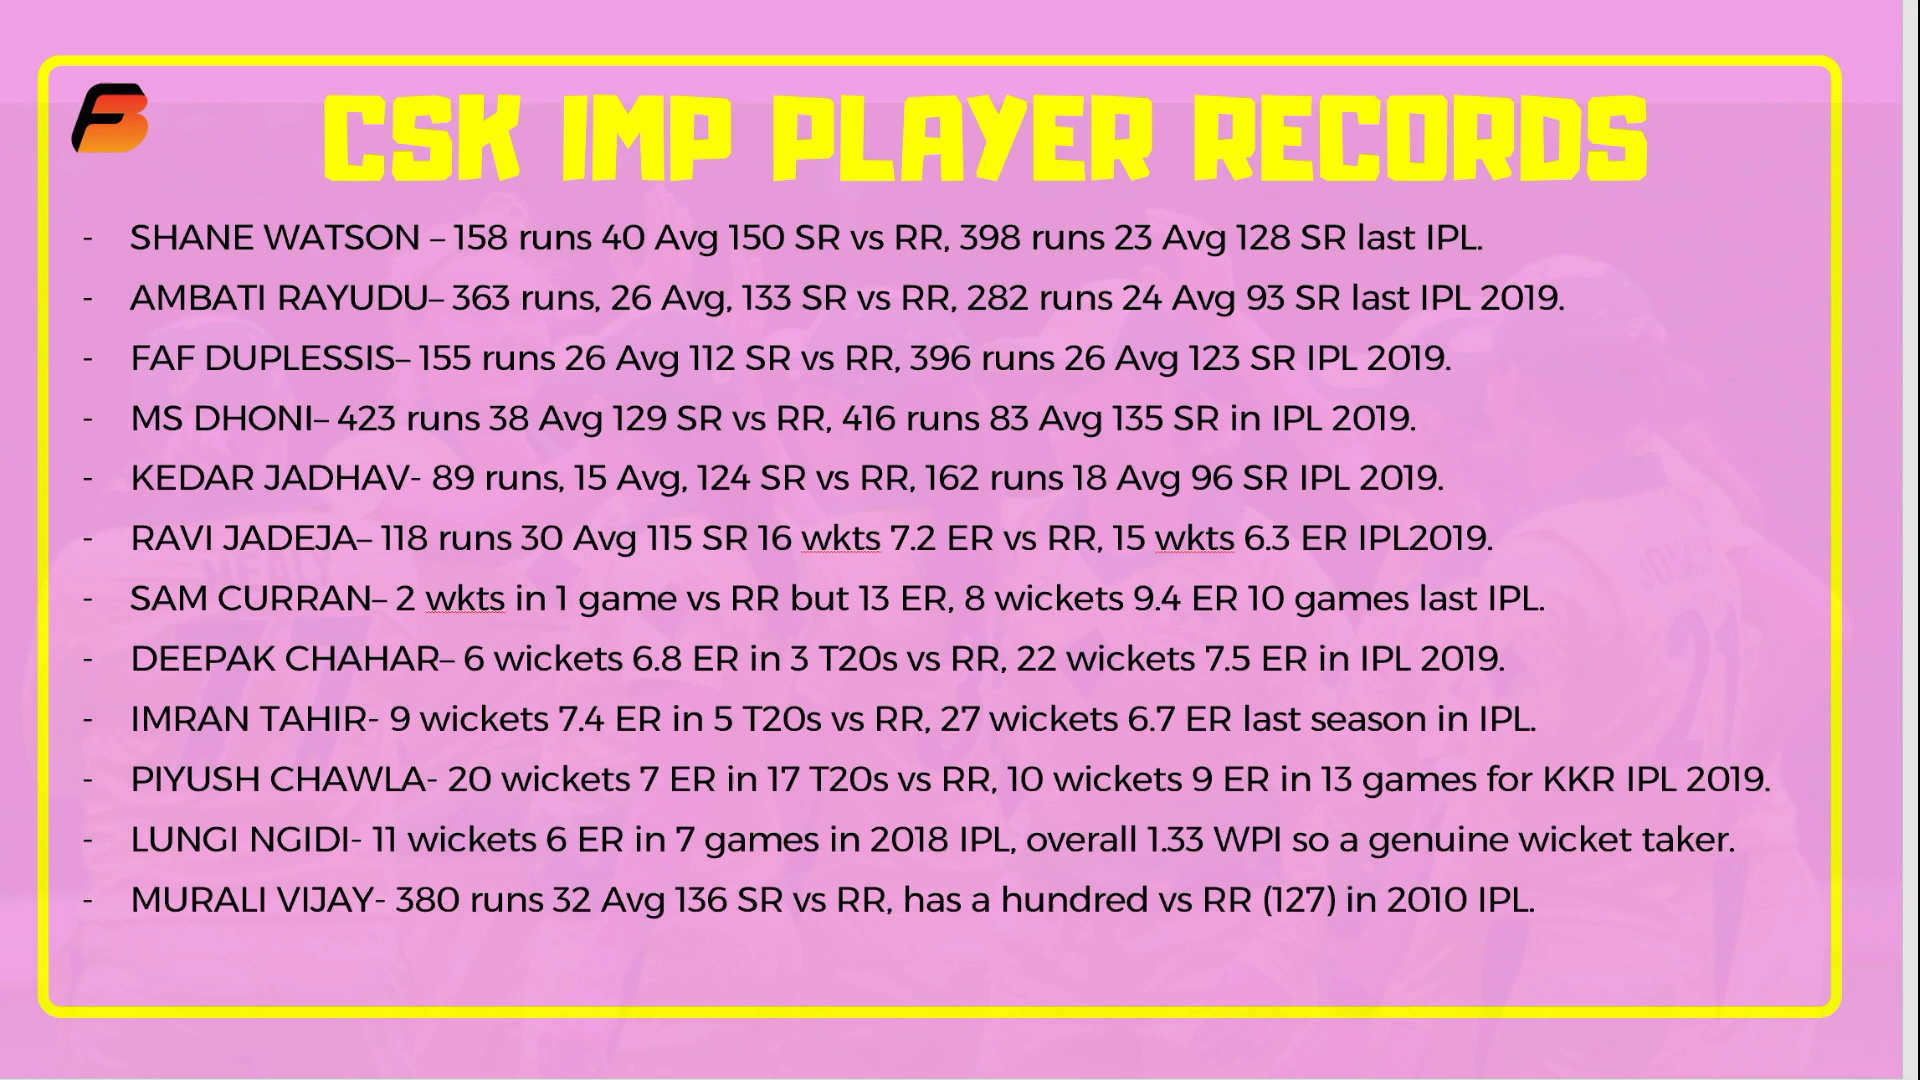 CSK IMP PLAYER RECORDS
- SHANE WATSON – 158 runs 40 Avg 150 SR vs RR, 398 runs 23 Avg 128 SR last IPL.
- AMBATI RAYUDU– 363 runs, 26 Avg, 133 SR vs RR, 282 runs 24 Avg 93 SR last IPL 2019.
- FAF DUPLESSIS– 155 runs 26 Avg 112 SR vs RR, 396 runs 26 Avg 123 SR IPL 2019.
- MS DHONI– 423 runs 38 Avg 129 SR vs RR, 416 runs 83 Avg 135 SR in IPL 2019.
- KEDAR JADHAV- 89 runs, 15 Avg, 124 SR vs RR, 162 runs 18 Avg 96 SR IPL 2019.
- RAVI JADEJA– 118 runs 30 Avg 115 SR 16 wkts 7.2 ER vs RR, 15 wkts 6.3 ER IPL2019.
- SAM CURRAN– 2 wkts in 1 game vs RR but 13 ER, 8 wickets 9.4 ER 10 games last IPL.
- DEEPAK CHAHAR– 6 wickets 6.8 ER in 3 T20s vs RR, 22 wickets 7.5 ER in IPL 2019.
- IMRAN TAHIR- 9 wickets 7.4 ER in 5 T20s vs RR, 27 wickets 6.7 ER last season in IPL.
- PIYUSH CHAWLA- 20 wickets 7 ER in 17 T20s vs RR, 10 wickets 9 ER in 13 games for KKR IPL 2019.
- LUNGI NGIDI- 11 wickets 6 ER in 7 games in 2018 IPL, overall 1.33 WPI so a genuine wicket taker.
- MURALI VIJAY- 380 runs 32 Avg 136 SR vs RR, has a hundred vs RR (127) in 2010 IPL.